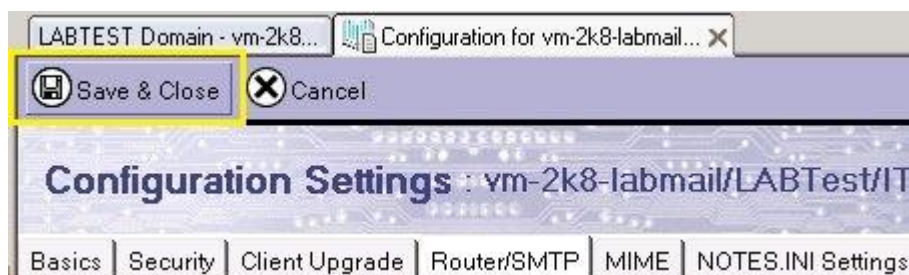 LABTEST Domain - vm-2k8... Configuration for vm-2k8-labmail...
Save & Close Cancel
Configuration Settings : vm-2k8-labmail/LABTest/IT
Basics Security Client Upgrade Router/SMTP MIME NOTES.INI Settings